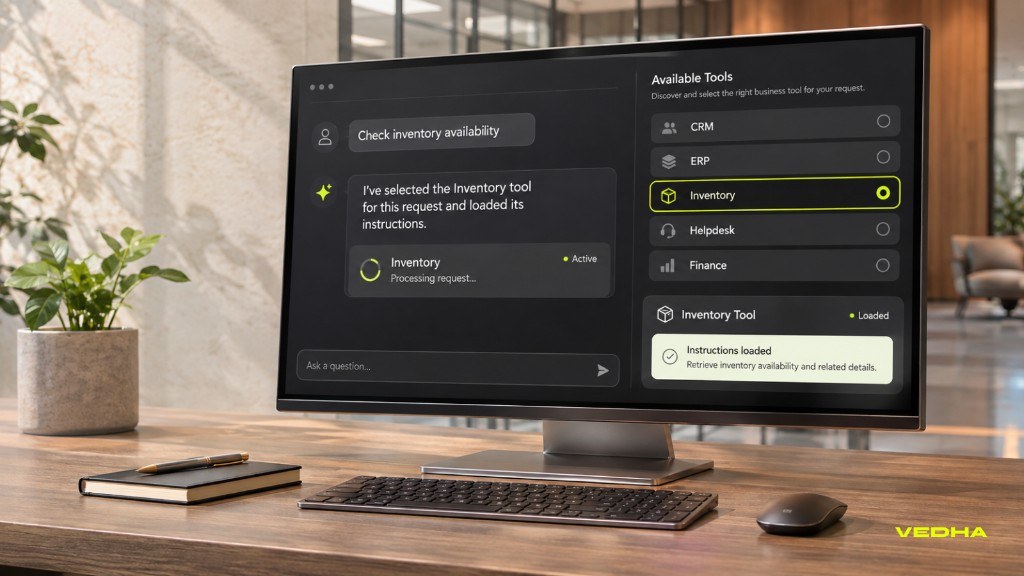 Check inventory availability
I've selected the Inventory tool
for this request and loaded its
instructions.
Inventory
Active
Processing request...
Ask a question...
Available Tools
Discover and select the right business tool for your request.
CRM
ERP
Inventory
Helpdesk
Finance
Inventory Tool
Loaded
Instructions loaded
Retrieve inventory availability and related details.
VEDHA